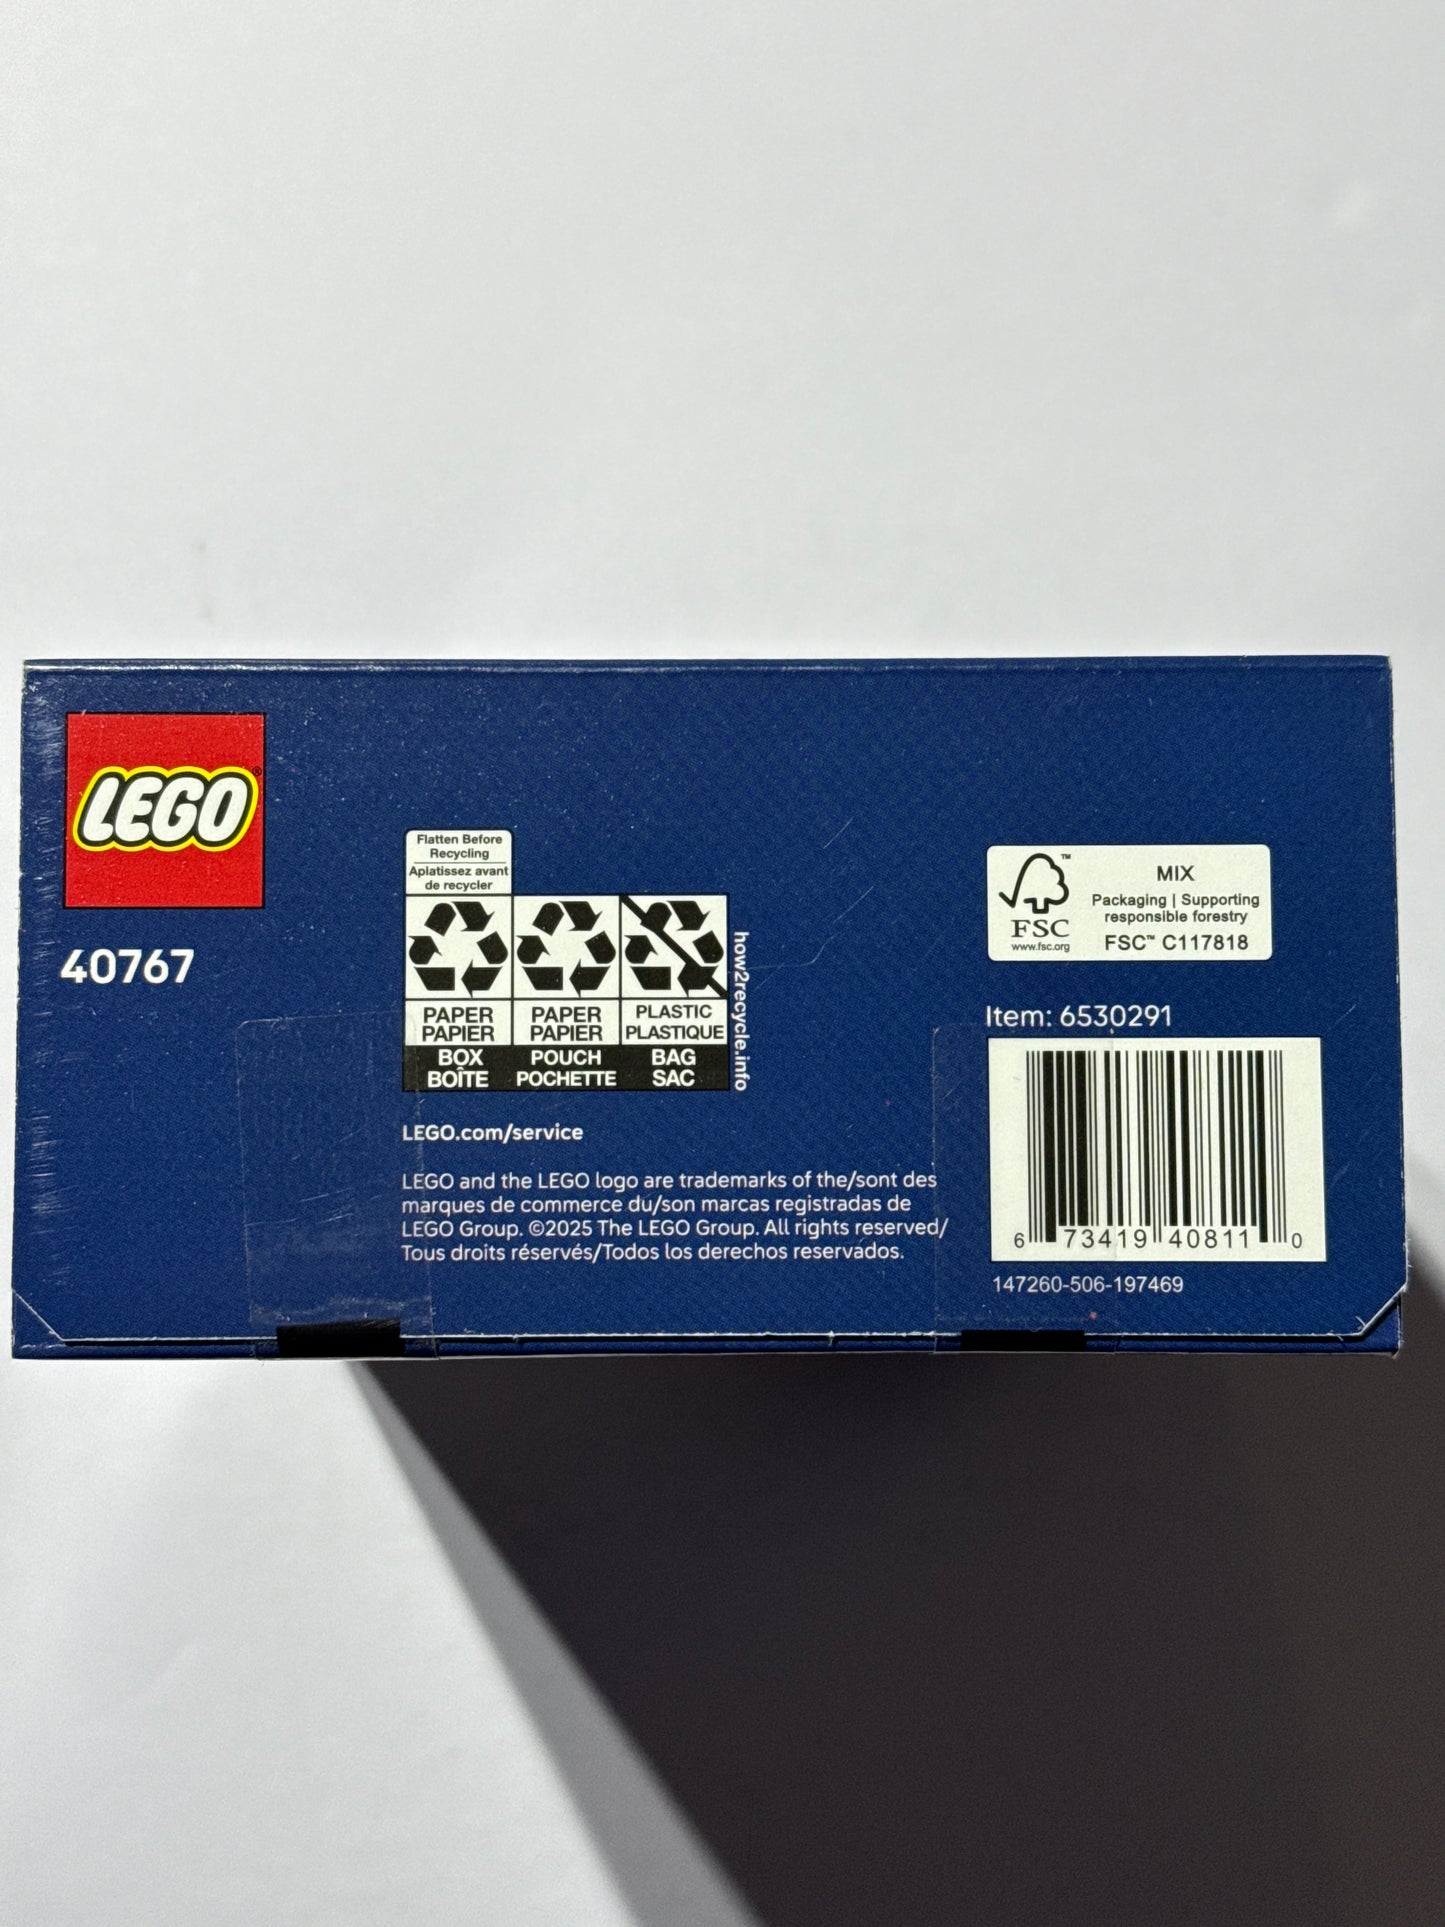 LEGO®
40767
Flatten Before
Recycling
Aplatissez avant
de recycler
PAPER
PAPIER
BOX
BOÎTE
PAPER
PAPIER
POUCH
POCHETTE
PLASTIC
PLASTIQUE
BAG
SAC
how2recycle.info
LEGO.com/service
LEGO and the LEGO logo are trademarks of the/sont des
marques de commerce du/son marcas registradas de
LEGO Group. ©2025 The LEGO Group. All rights reserved/
Tous droits réservés/Todos los derechos reservados.
FSC™
www.fsc.org
MIX
Packaging | Supporting
responsible forestry
FSC™ C117818
Item: 6530291
6 73419 40811 0
147260-506-197469